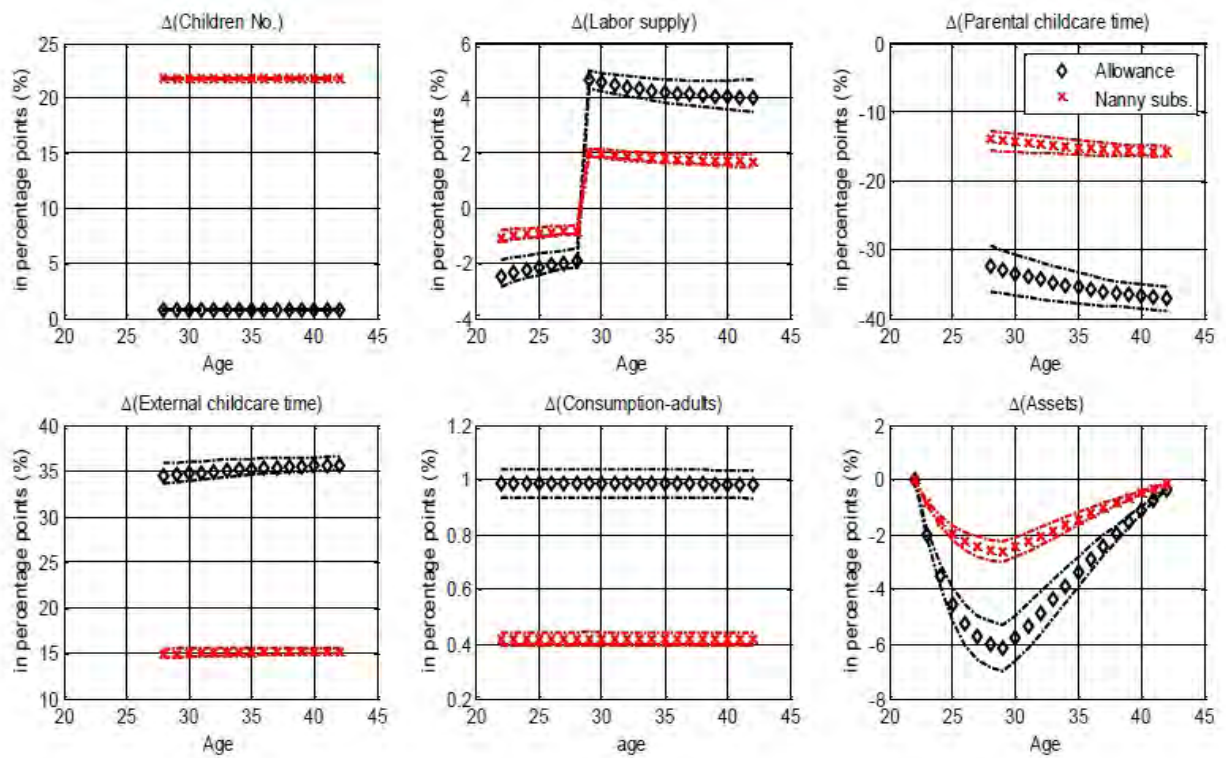 Δ(Children No.)
in percentage points (%)
25
20
15
10
5
0
20 25 30 35 40 45
Age
Δ(Labor supply)
in percentage points (%)
6
4
2
0
-2
-4
20 25 30 35 40 45
Age
Δ(Parental childcare time)
in percentage points (%)
0
-10
-20
-30
-40
20 25 30 35 40 45
Age
Allowance
Nanny subs.
Δ(External childcare time)
in percentage points (%)
40
35
30
25
20
15
10
20 25 30 35 40 45
Age
Δ(Consumption-adults)
in percentage points (%)
1.2
1
0.8
0.6
0.4
0.2
20 25 30 35 40 45
age
Δ(Assets)
in percentage points (%)
2
0
-2
-4
-6
-8
20 25 30 35 40 45
Age